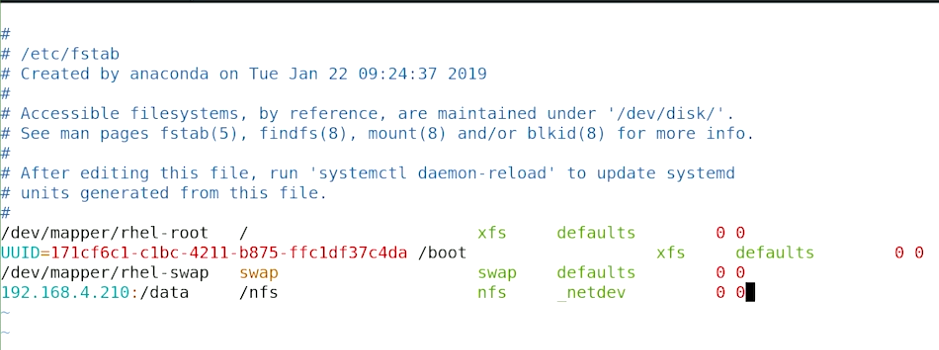 #
# /etc/fstab
# Created by anaconda on Tue Jan 22 09:24:37 2019
#
# Accessible filesystems, by reference, are maintained under '/dev/disk/'.
# See man pages fstab(5), findfs(8), mount(8) and/or blkid(8) for more info.
#
# After editing this file, run 'systemctl daemon-reload' to update systemd
# units generated from this file.
#
/dev/mapper/rhel-root   /                       xfs     defaults        0 0
UUID=171cf6c1-c1bc-4211-b875-ffc1df37c4da /boot                   xfs     defaults        0 0
/dev/mapper/rhel-swap   swap                    swap    defaults        0 0
192.168.4.210:/data     /nfs                    nfs     _netdev         0 0
~
~